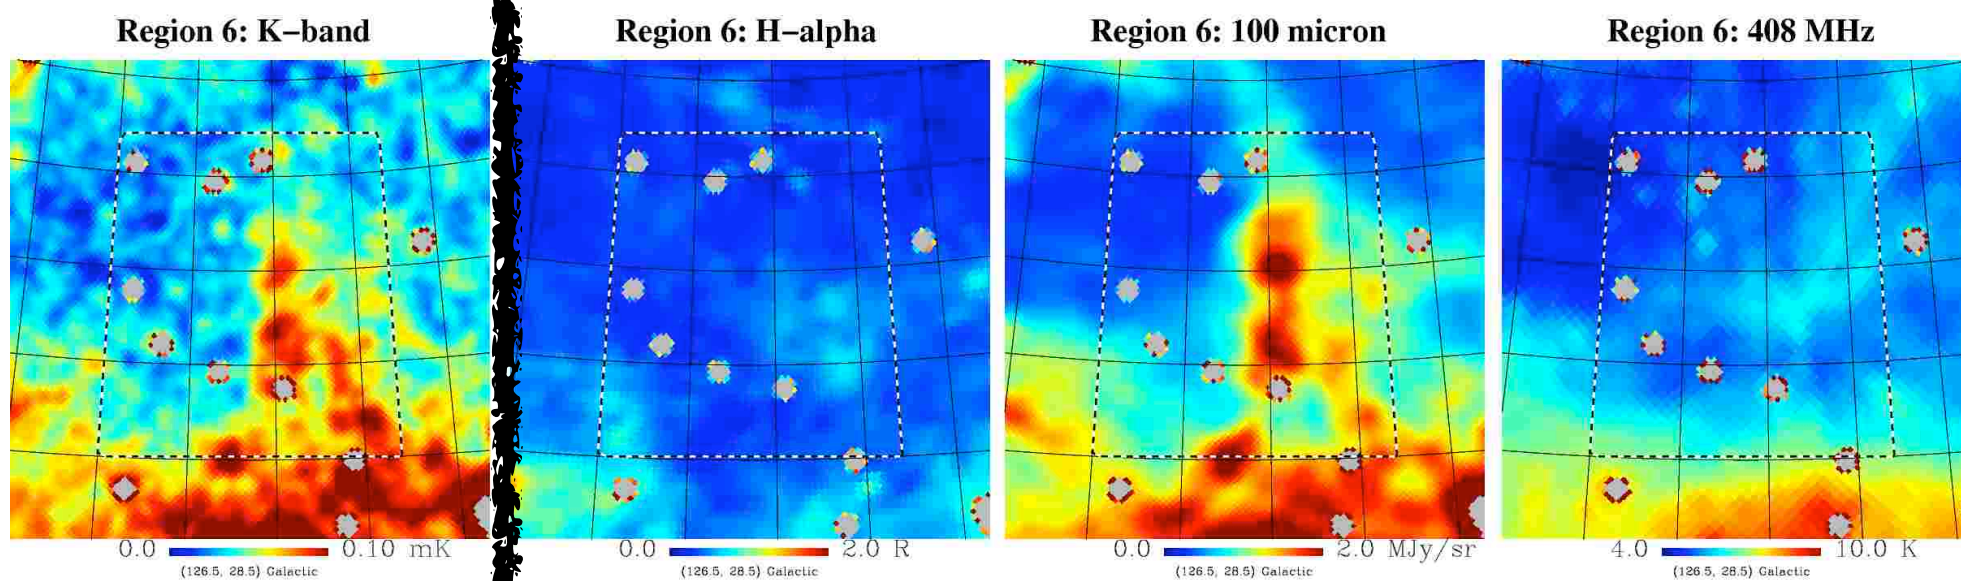 Region 6: K-band
Region 6: H-alpha
Region 6: 100 micron
Region 6: 408 MHz
0.0 0.10 mK
0.0 2.0 R
0.0 2.0 MJy/sr
4.0 10.0 K
(126.5, 28.5) Galactic
(126.5, 28.5) Galactic
(126.5, 28.5) Galactic
(126.5, 28.5) Galactic